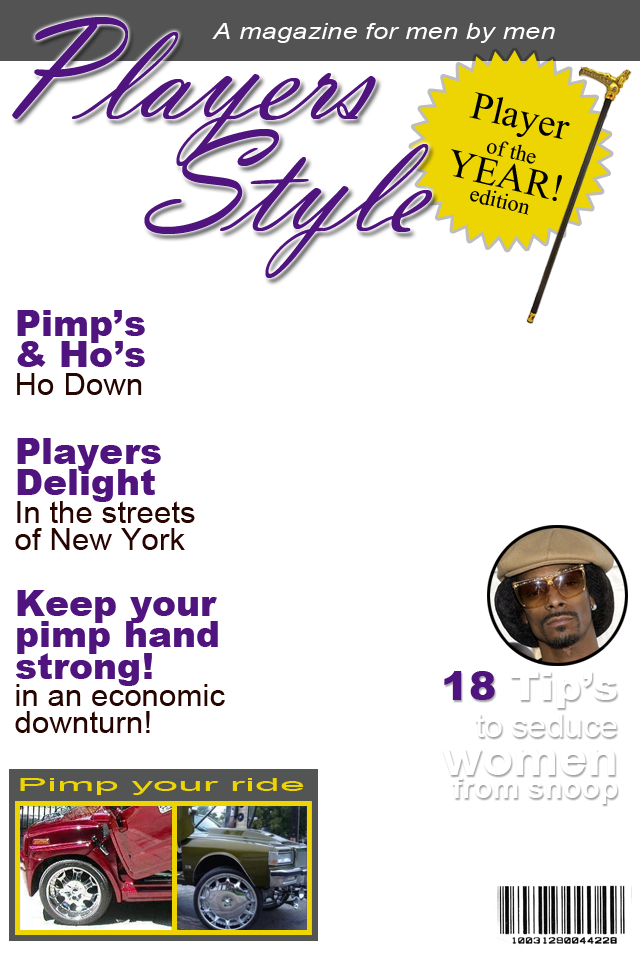 A magazine for men by men
Players
Style
Player
of the
YEAR!
edition
Pimp's
& Ho's
Ho Down
Players
Delight
In the streets
of New York
Keep your
pimp hand
strong!
in an economic
downturn!
18 Tip's
to seduce
women
from snoop
Pimp your ride
10031290044228